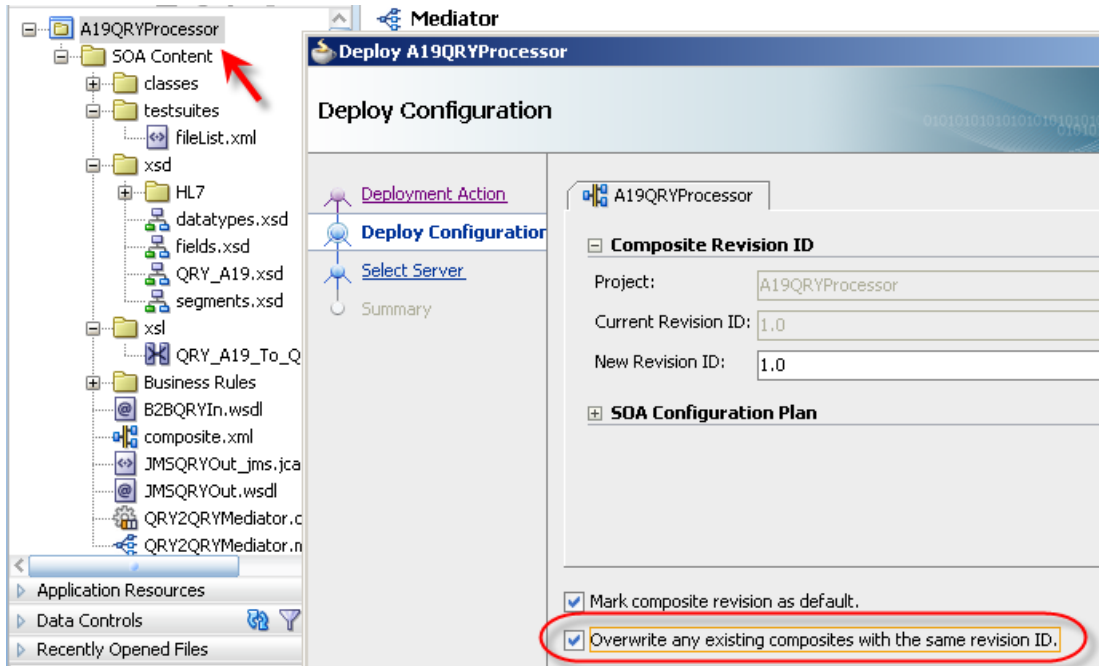 A19QRYProcessor
SOA Content
classes
testsuites
fileList.xml
xsd
HL7
datatypes.xsd
fields.xsd
QRY_A19.xsd
segments.xsd
xsl
QRY_A19_To_Q
Business Rules
B2BQRYIn.wsdl
composite.xml
JMSQRYOut_jms.jca
JMSQRYOut.wsdl
QRY2QRYMediator.c
QRY2QRYMediator.m
Application Resources
Data Controls
Recently Opened Files
Mediator
Deploy A19QRYProcessor
Deploy Configuration
Deployment Action
Deploy Configuration
Select Server
Summary
A19QRYProcessor
Composite Revision ID
Project:
A19QRYProcessor
Current Revision ID:
1.0
New Revision ID:
1.0
SOA Configuration Plan
Mark composite revision as default.
Overwrite any existing composites with the same revision ID.